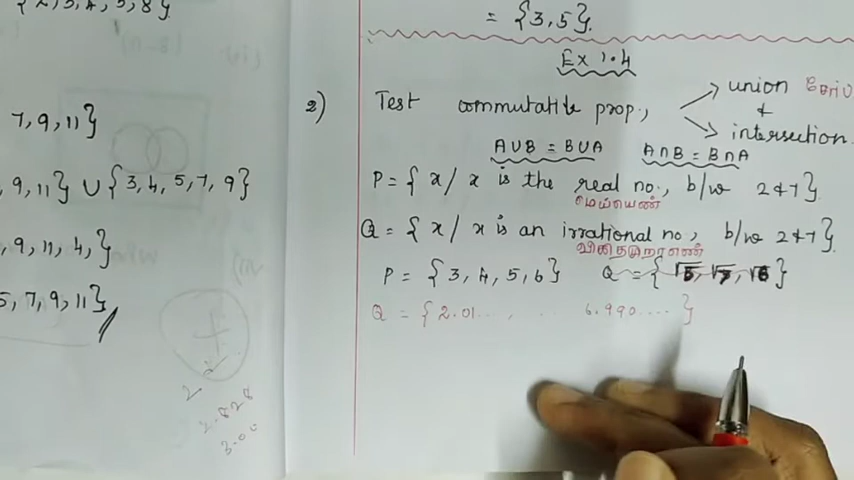 {2,3,4,5,8}
7,9,11}
9,11} ∪ {3,4,5,7,9}
,9,11,4,}
5,7,9,11}
2
2.828
3.00
= {3,5}.
Ex 1.4
2) Test commutative prop., union
&
intersection
A∪B = B∪A A∩B = B∩A
P = { x/x is the real no., b/w 2&7}.
மெய்யெண்
Q = { x/x is an irrational no, b/w 2&7}.
விகிதமுறா எண்
P = {3,4,5,6} Q = {
Q = {2.01... , ... 6.990....}